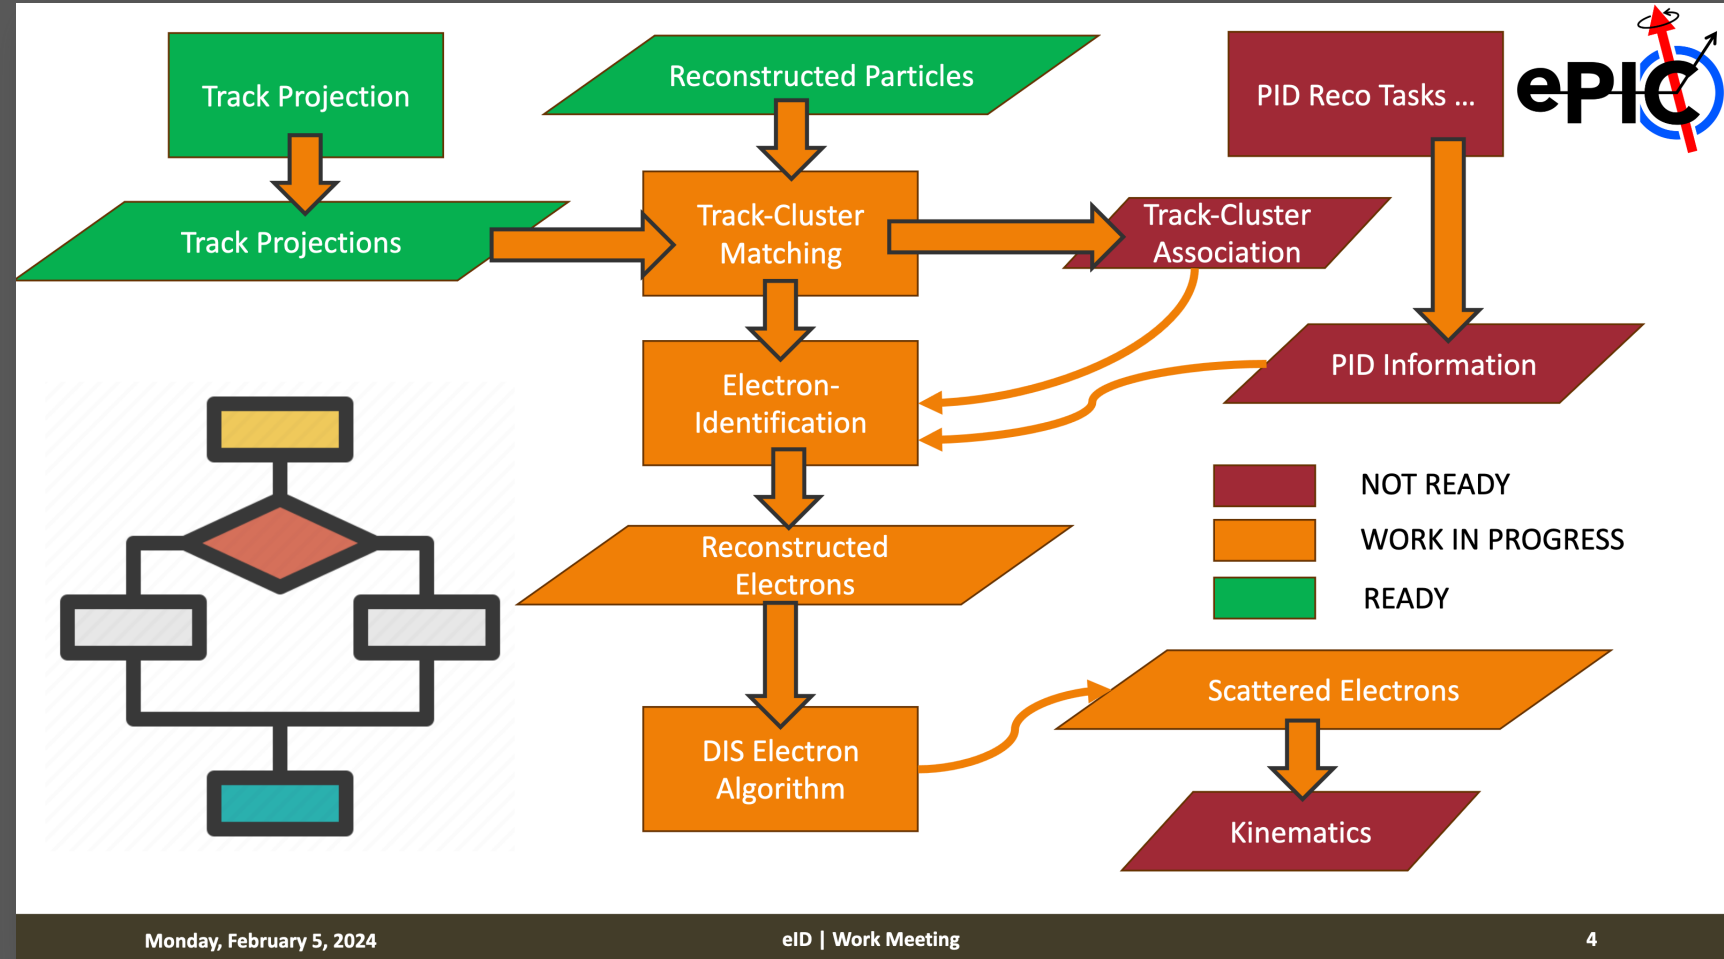 Track Projection
Reconstructed Particles
PID Reco Tasks ...
ePIC
Track Projections
Track-Cluster
Matching
Track-Cluster
Association
Electron-
Identification
PID Information
NOT READY
WORK IN PROGRESS
READY
Reconstructed
Electrons
Scattered Electrons
DIS Electron
Algorithm
Kinematics
Monday, February 5, 2024
eID | Work Meeting
4